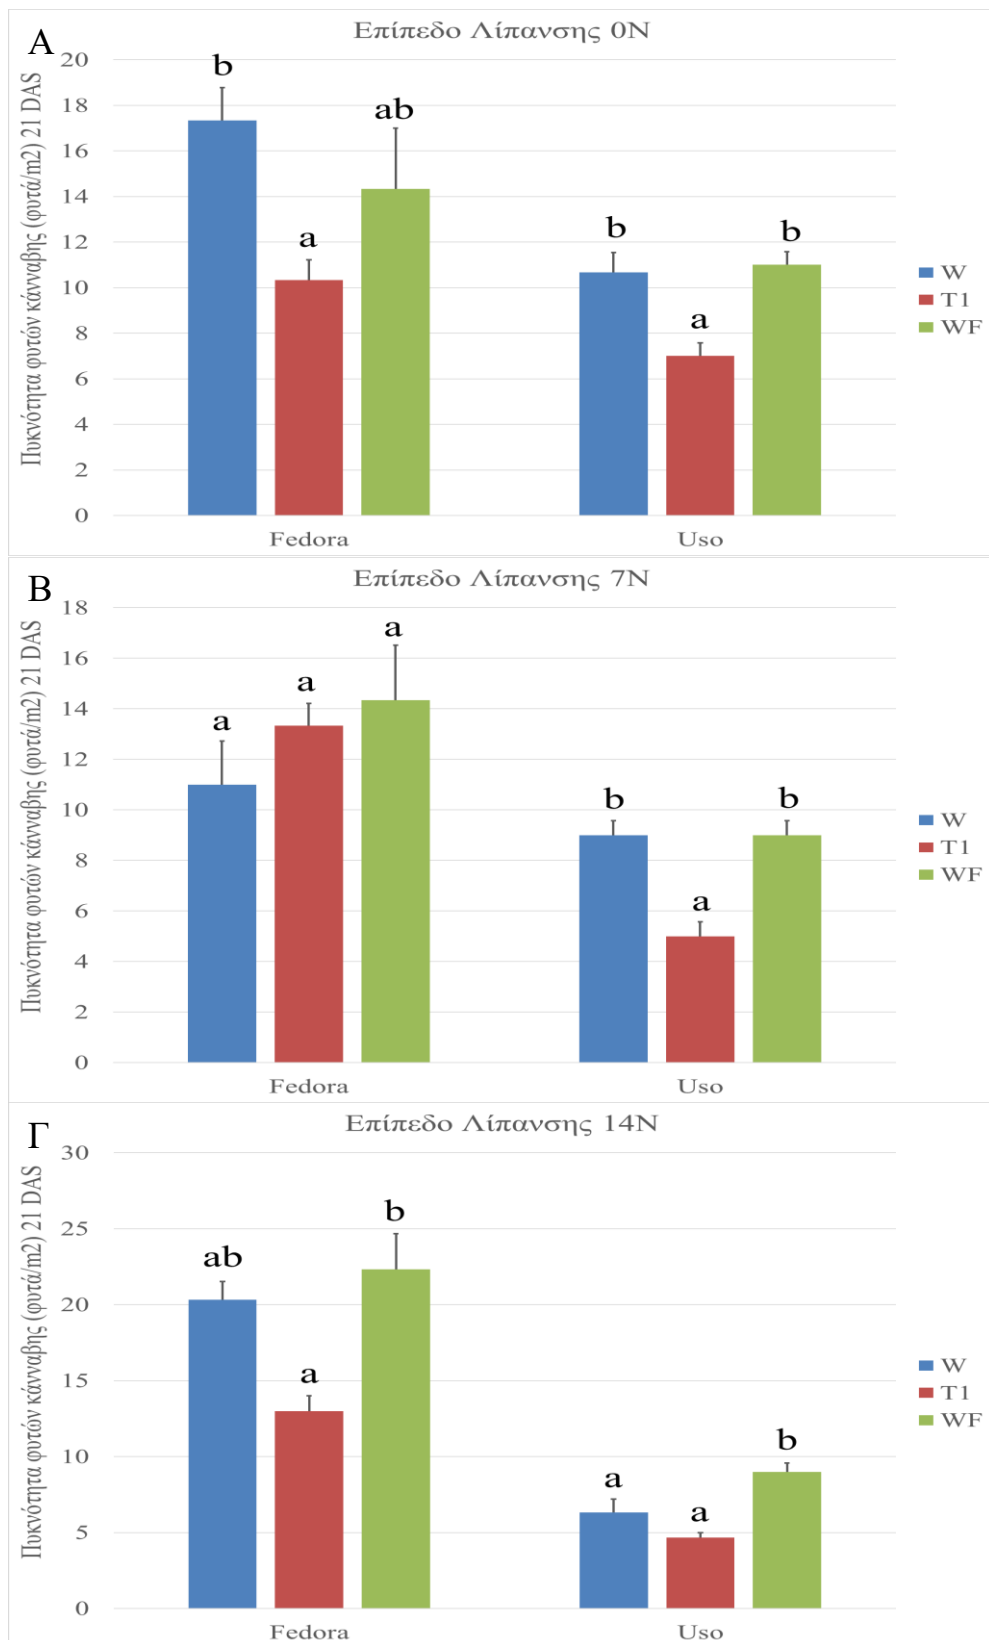 A
Επίπεδο Λίπανσης 0N
Πυκνότητα φυτών κάνναβης (φυτά/m2) 21 DAS
20
18
16
14
12
10
8
6
4
2
0
b
a
ab
b
a
b
Fedora
Uso
W
T1
WF
B
Επίπεδο Λίπανσης 7N
Πυκνότητα φυτών κάνναβης (φυτά/m2) 21 DAS
18
16
14
12
10
8
6
4
2
0
a
a
a
b
a
b
Fedora
Uso
W
T1
WF
Γ
Επίπεδο Λίπανσης 14N
Πυκνότητα φυτών κάνναβης (φυτά/m2) 21 DAS
30
25
20
15
10
5
0
ab
a
b
a
a
b
Fedora
Uso
W
T1
WF